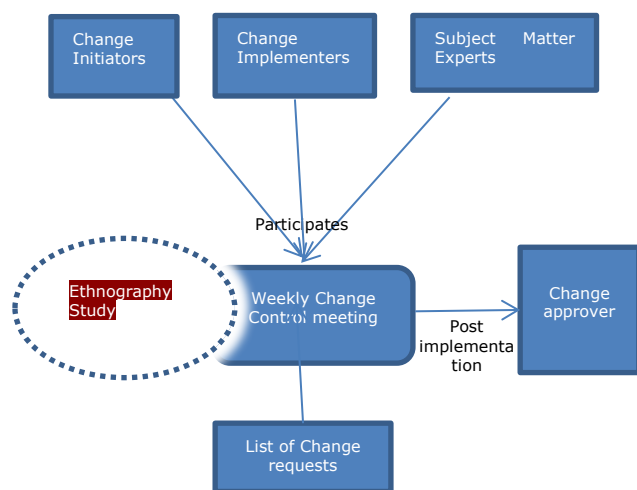 Change
Initiators
Change
Implementers
Subject Matter
Experts
Participates
Ethnography
Study
Weekly Change
Control meeting
Change
approver
Post
implementa
tion
List of Change
requests